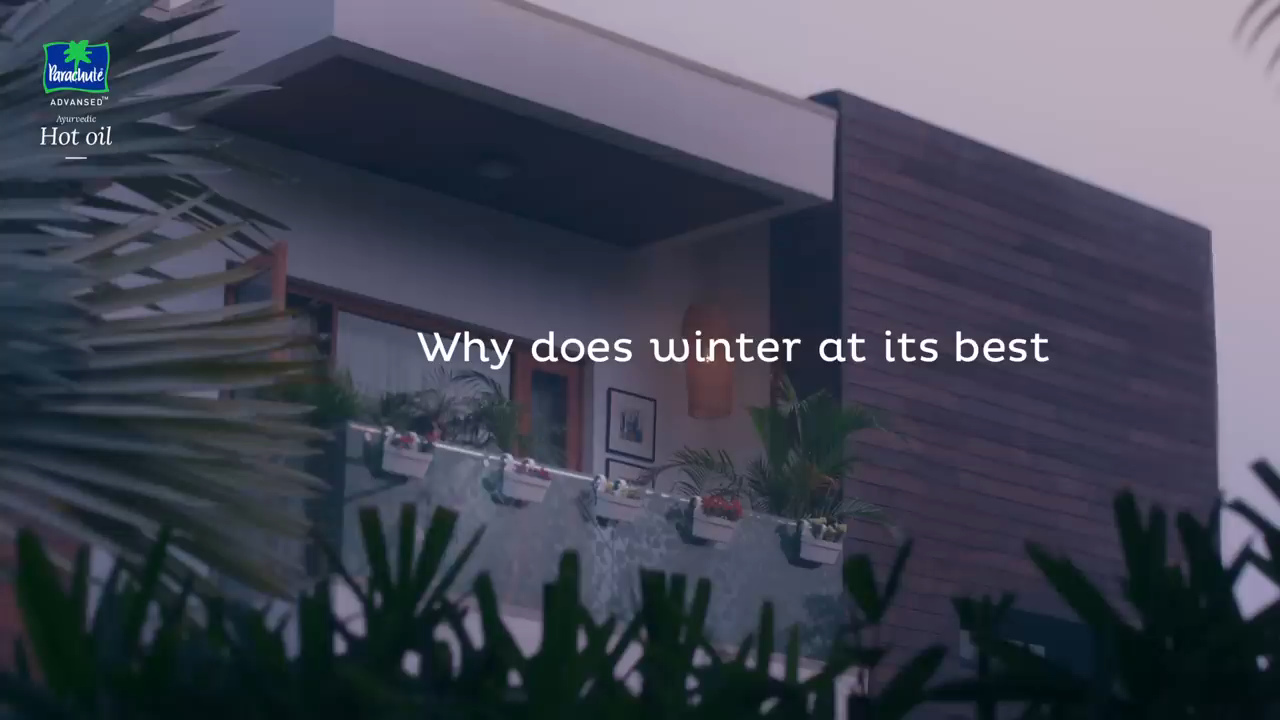 Parachute
ADVANSED™
Ayurvedic
Hot oil
Why does winter at its best